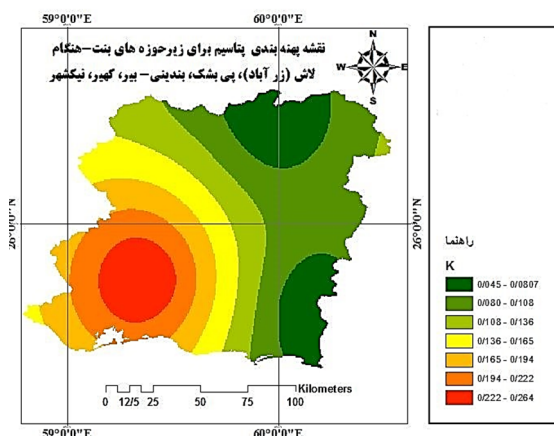 59°0'0"E
60°0'0"E
نقشه پهنه بندی پتاسیم برای زیرحوزه های بنت-هنگام
لاش (زر آباد)، پی بشک، بندینی- بیر، کهیر، نیکشهر
N
W
E
S
26°0'0"N
26°0'0"N
راهنما
K
0/045 - 0/0807
0/080 - 0/108
0/108 - 0/136
0/136 - 0/165
0/165 - 0/194
0/194 - 0/222
0/222 - 0/264
Kilometers
0 12/5 25 50 75 100
59°0'0"E
60°0'0"E